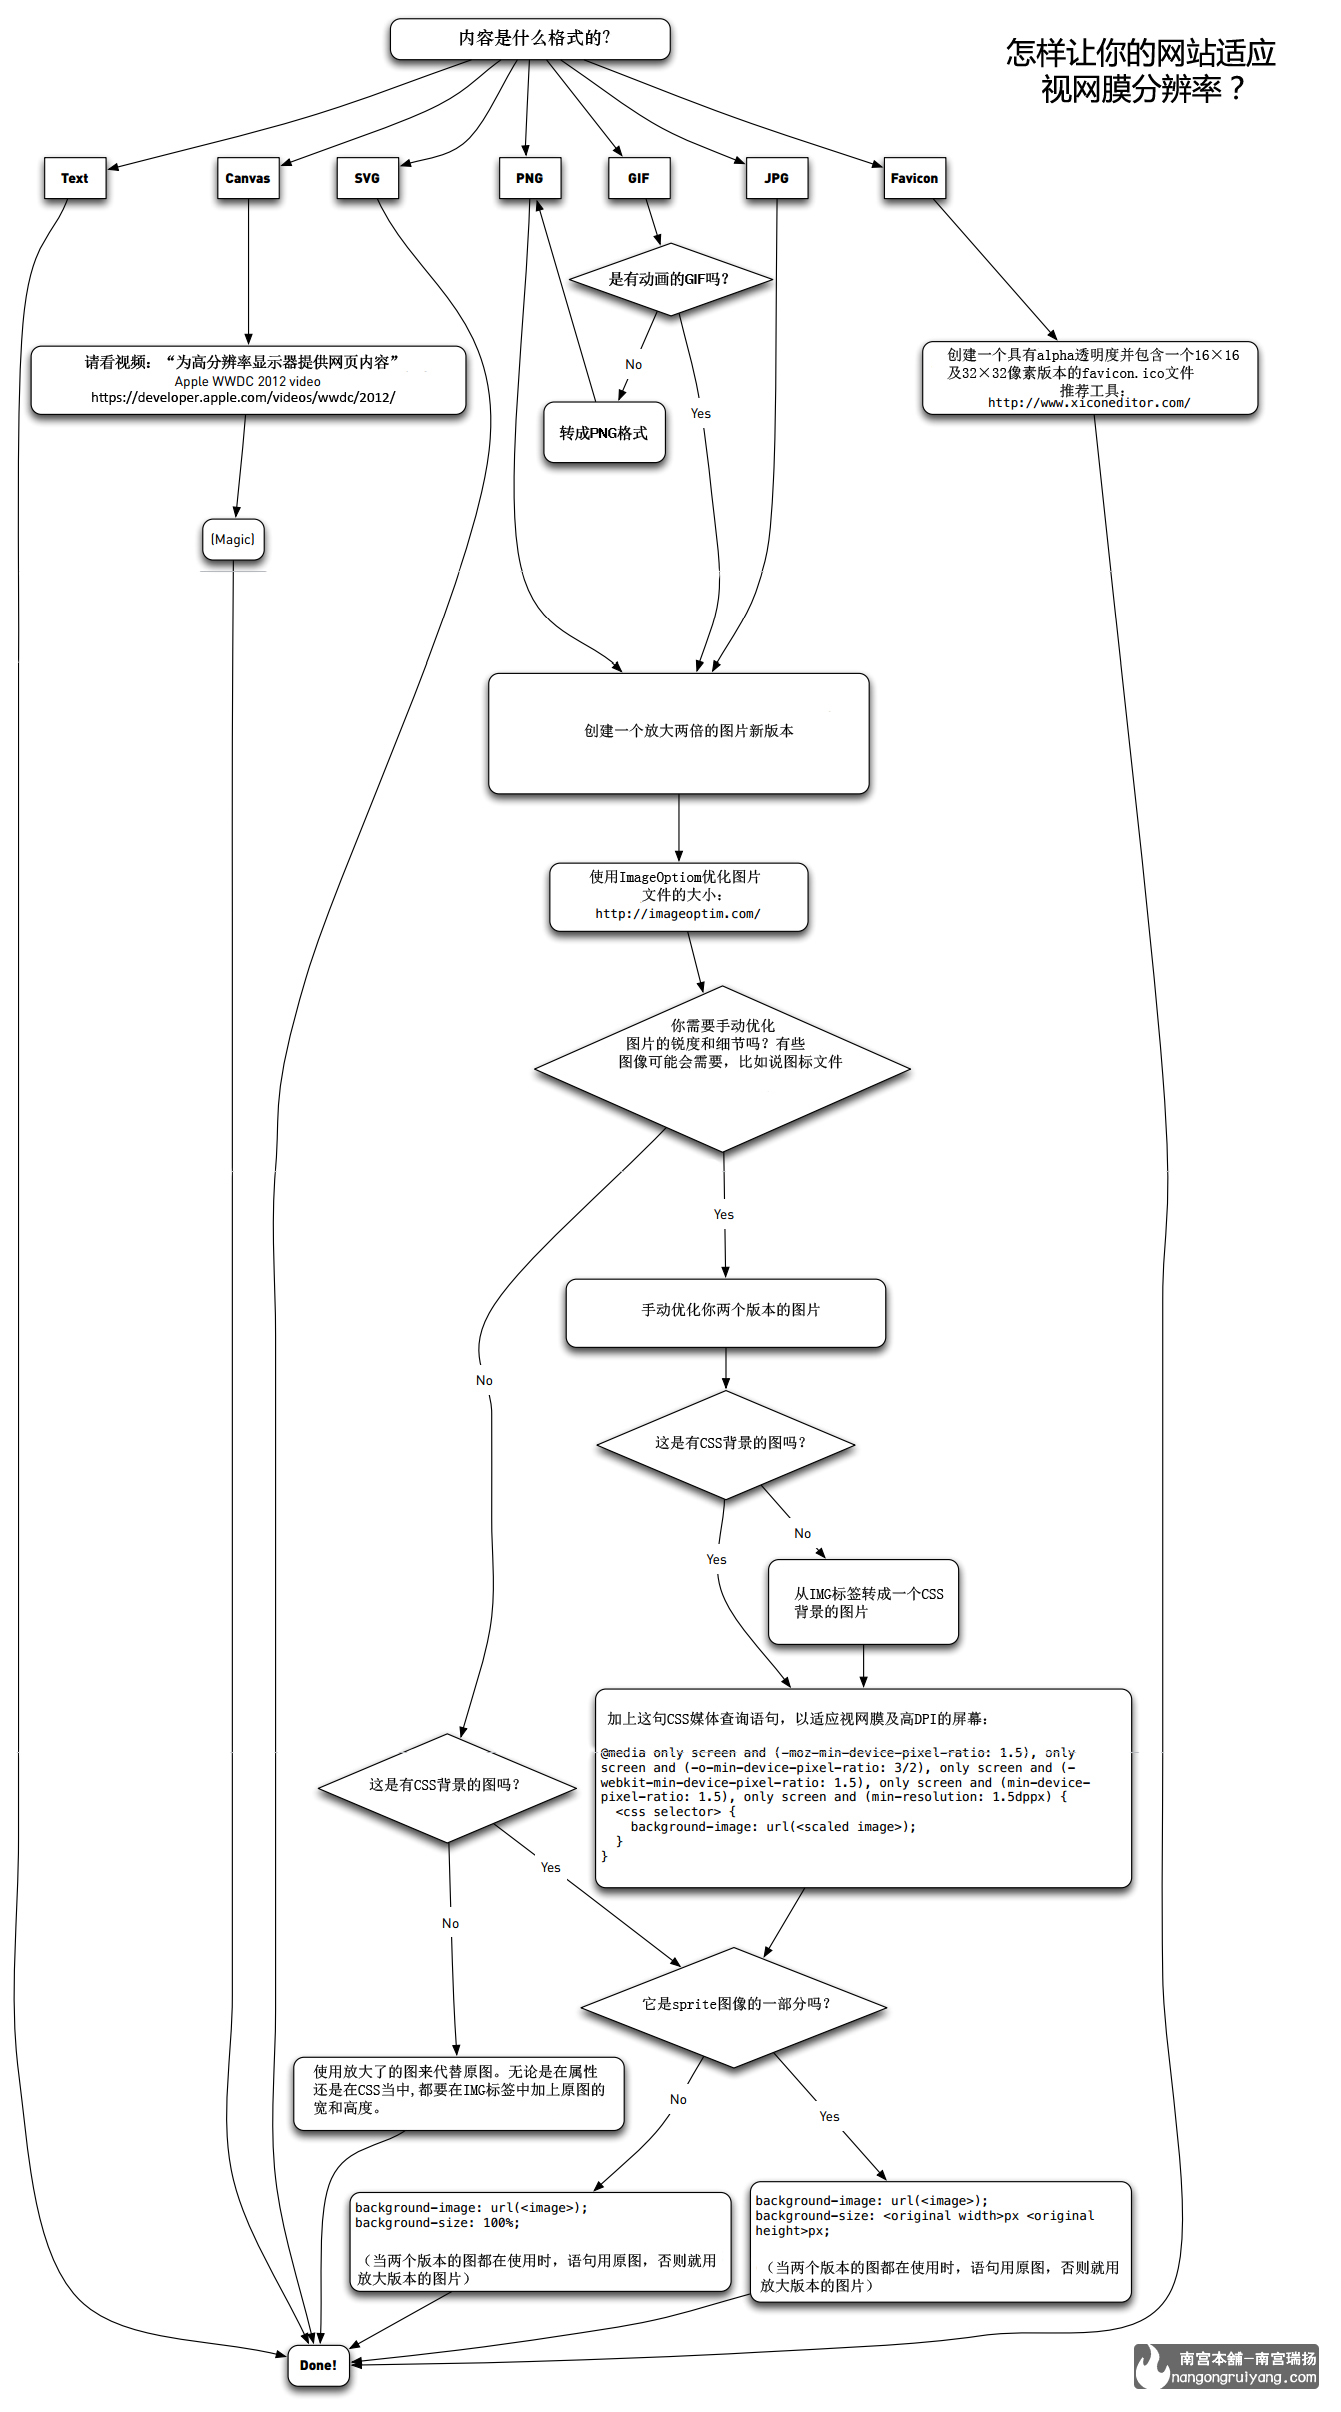 内容是什么格式的?
怎样让你的网站适应
视网膜分辨率？
Text
Canvas
SVG
PNG
GIF
JPG
Favicon
是有动画的GIF吗?
请看视频: “为高分辨率显示器提供网页内容”
Apple WWDC 2012 video
https://developer.apple.com/videos/wwdc/2012/
No
Yes
转成PNG格式
创建一个具有alpha透明度并包含一个16×16
及32×32像素版本的favicon.ico文件
推荐工具:
http://www.xiconeditor.com/
(Magic)
创建一个放大两倍的图片新版本
使用ImageOptiom优化图片
文件的大小:
http://imageoptim.com/
你需要手动优化
图片的锐度和细节吗? 有些
图像可能会需要, 比如说图标文件
Yes
手动优化你两个版本的图片
No
这是有CSS背景的图吗?
No
Yes
从IMG标签转成一个CSS
背景的图片
加上这句CSS媒体查询语句, 以适应视网膜及高DPI的屏幕:
@media only screen and (-moz-min-device-pixel-ratio: 1.5), only
screen and (-o-min-device-pixel-ratio: 3/2), only screen and (-
webkit-min-device-pixel-ratio: 1.5), only screen and (min-device-
pixel-ratio: 1.5), only screen and (min-resolution: 1.5dppx) {
<css selector> {
background-image: url(<scaled image>);
}
}
这是有CSS背景的图吗?
Yes
No
它是sprite图像的一部分吗?
使用放大了的图来代替原图。无论是在属性
还是在CSS当中,都要在IMG标签中加上原图的
宽和高度。
No
Yes
background-image: url(<image>);
background-size: 100%;
（当两个版本的图都在使用时, 语句用原图, 否则就用
放大版本的图片）
background-image: url(<image>);
background-size: <original width>px <original
height>px;
（当两个版本的图都在使用时, 语句用原图, 否则就用
放大版本的图片）
Done!
南宫本舖-南宫瑞扬
nangongruiyang.com